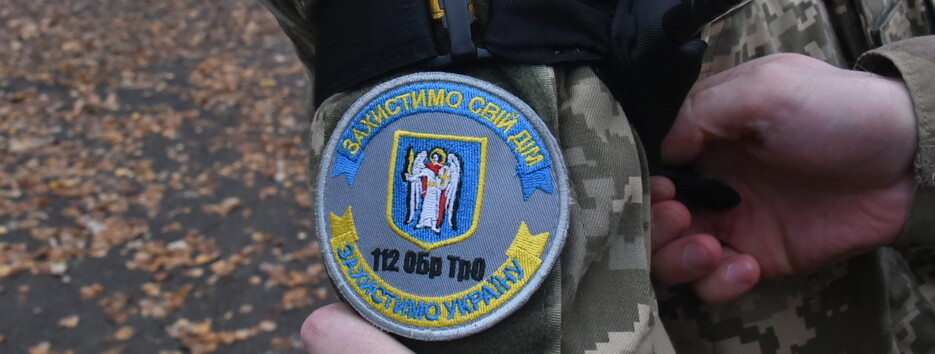 ЗАХИСТИМО СВІЙ ДІМ
112 ОБр ТрО
ЗАХИСТИМО УКРАЇНУ